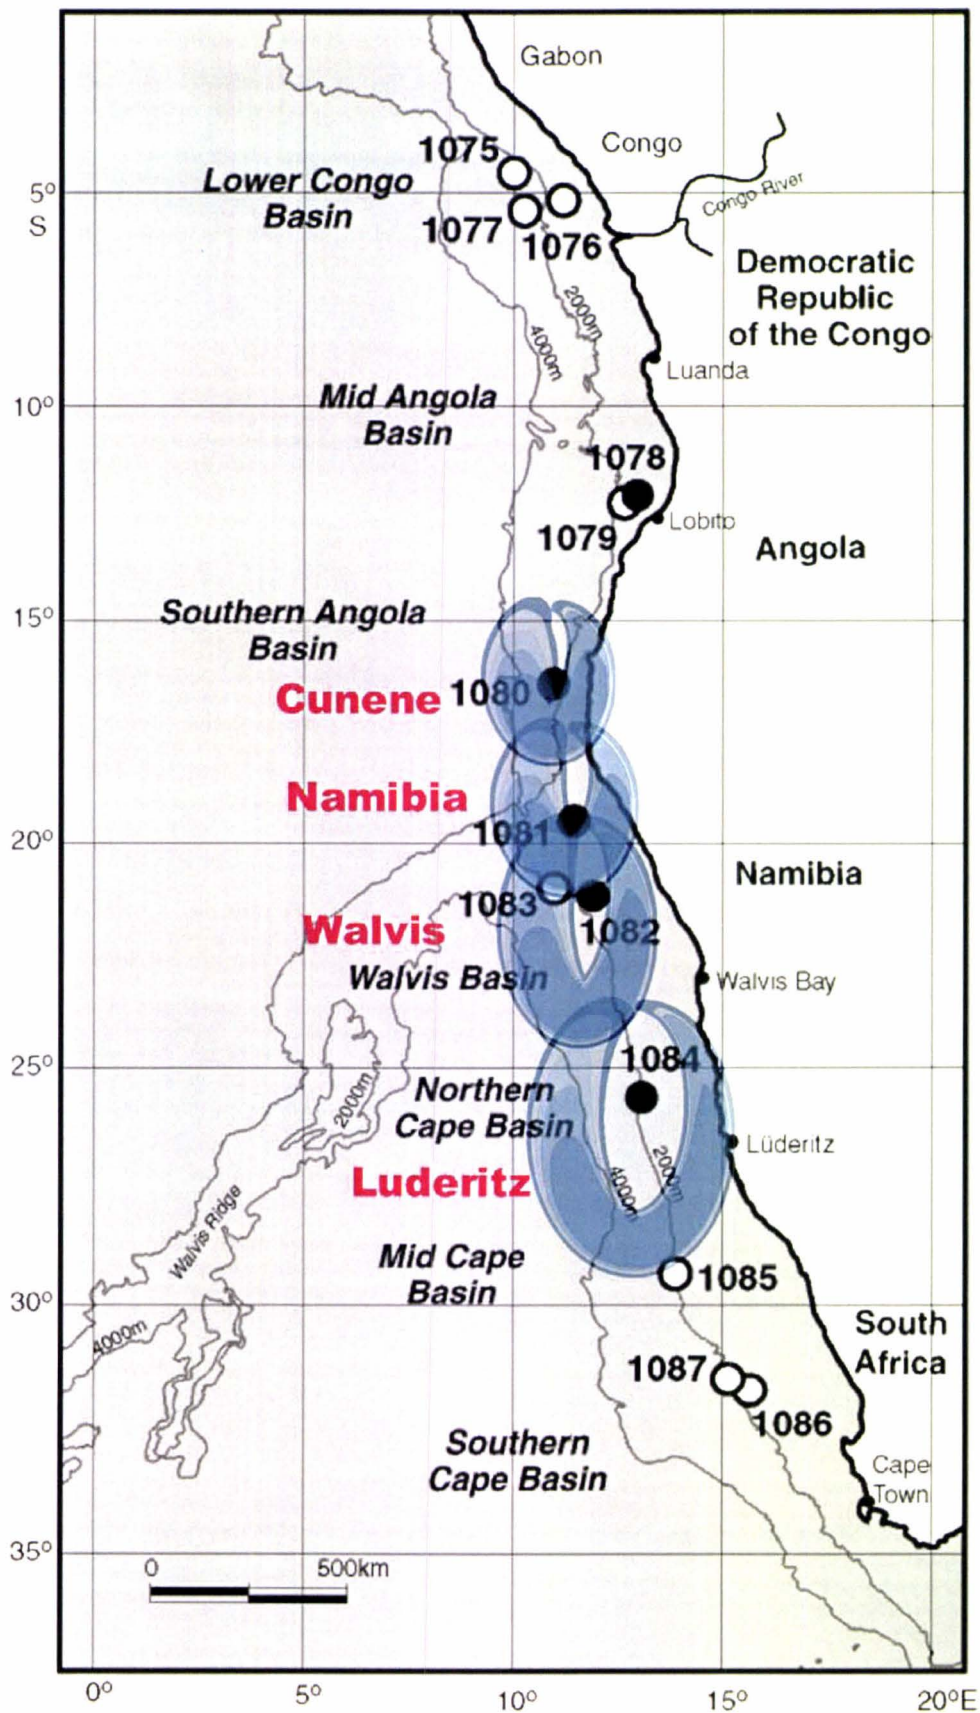 Gabon
1075
Congo
Lower Congo
Basin
Congo River
5°
S
1077
1076
Democratic
Republic
of the Congo
2000m
4000m
Luanda
Mid Angola
Basin
10°
1078
Lobito
1079
Angola
Southern Angola
Basin
15°
Cunene
1080
Namibia
1081
20°
Namibia
1083
Walvis
1082
Walvis Basin
Walvis Bay
25°
1084
Northern
Cape Basin
2000m
Lüderitz
Luderitz
2000m
4000m
Walvis Ridge
Mid Cape
Basin
1085
30°
4000m
South
Africa
1087
1086
Southern
Cape Basin
Cape
Town
35°
0
500km
0°
5°
10°
15°
20°E